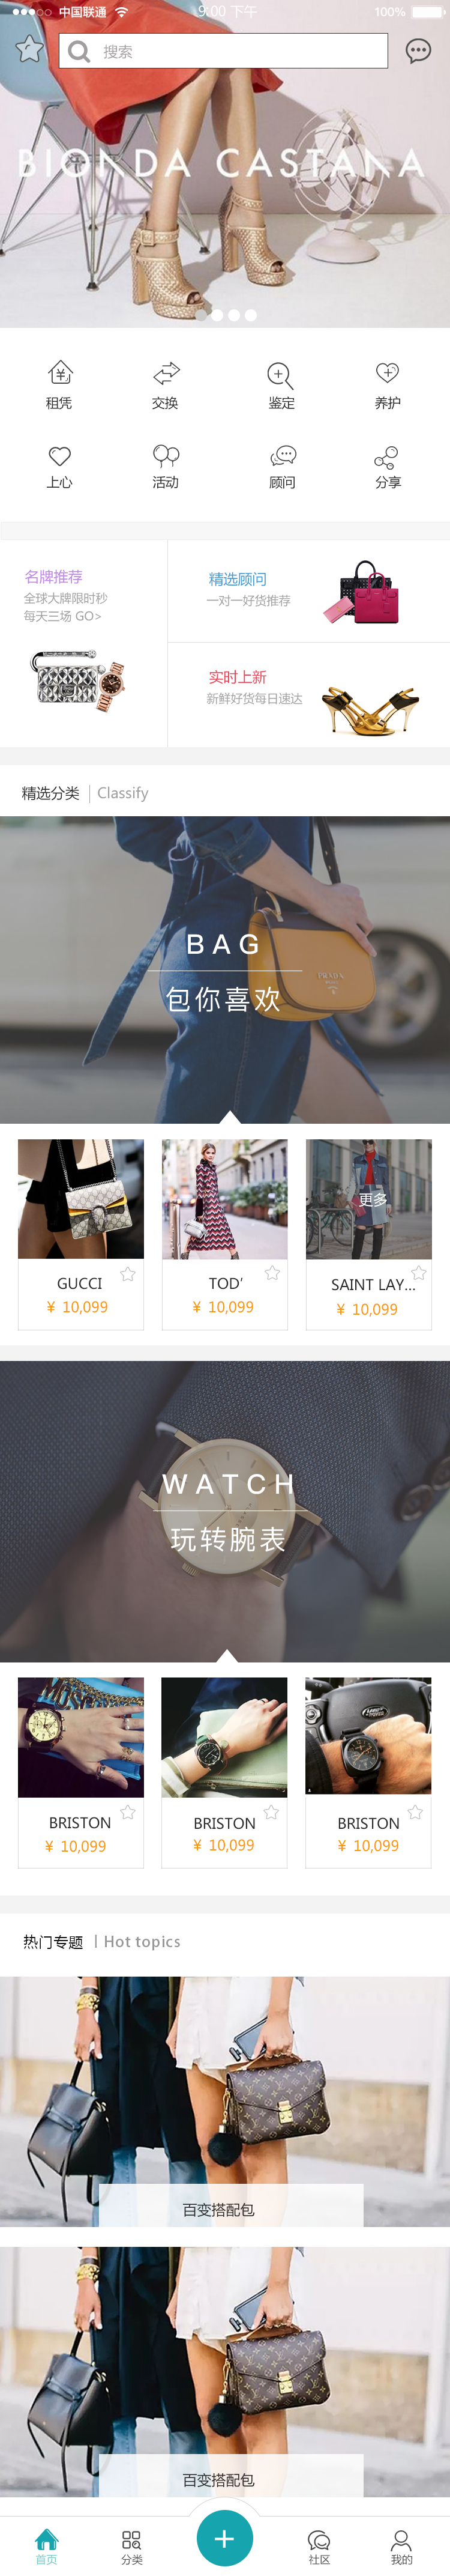 中国联通
9:00 下午
100%
搜索
BIONDA CASTANA
租凭
交换
鉴定
养护
上心
活动
顾问
分享
名牌推荐
全球大牌限时秒
每天三场 GO>
精选顾问
一对一好货推荐
实时上新
新鲜好货每日速达
精选分类 | Classify
BAG
包你喜欢
更多
GUCCI
TOD'
SAINT LAY...
¥ 10,099
¥ 10,099
¥ 10,099
WATCH
玩转腕表
BRISTON
BRISTON
BRISTON
¥ 10,099
¥ 10,099
¥ 10,099
热门专题 | Hot topics
百变搭配包
百变搭配包
首页
分类
社区
我的